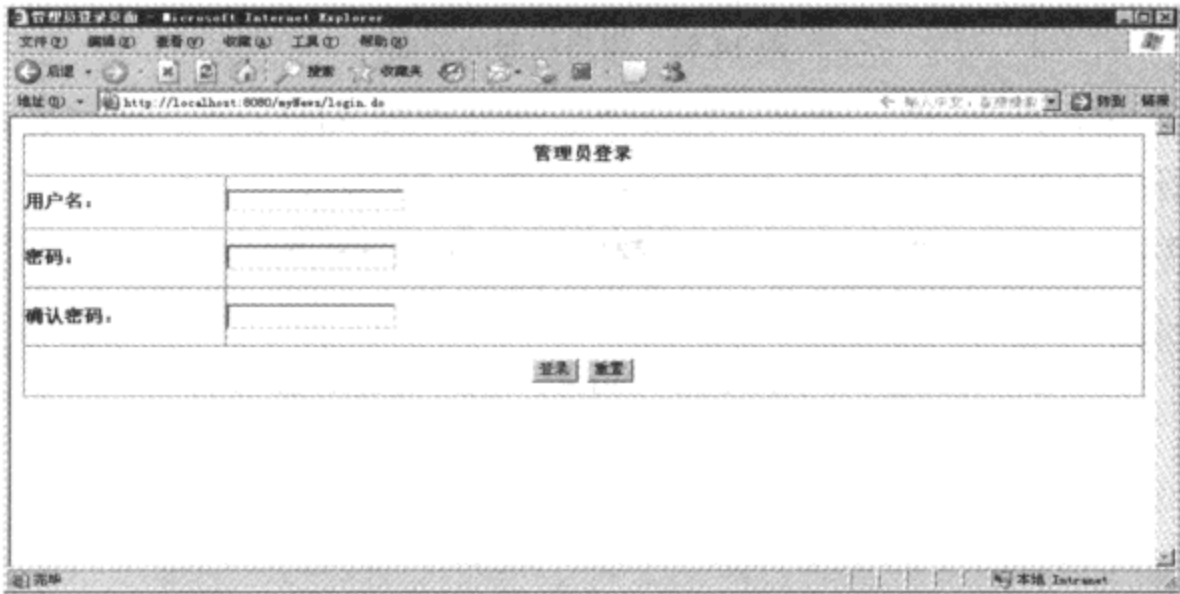 管理员登录页面 - Microsoft Internet Explorer
文件(F) 编辑(E) 查看(V) 收藏(A) 工具(T) 帮助(H)
后退 搜索 收藏夹
地址(D) http://localhost:8080/myNews/login.do 转到 链接
管理员登录
用户名：
密码：
确认密码：
登录 重置
完毕 本地 Intranet